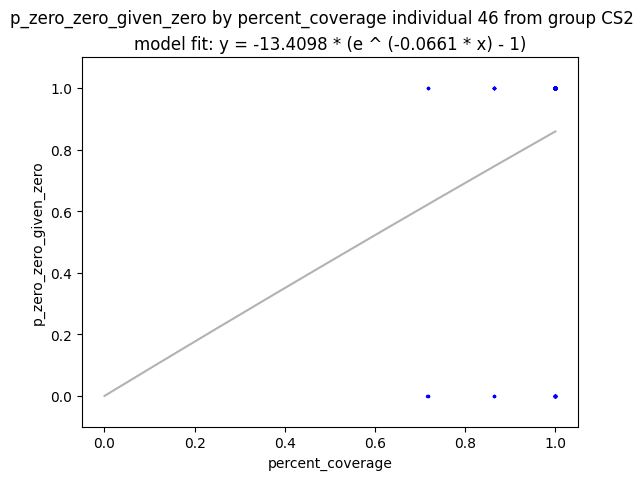 p_zero_zero_given_zero by percent_coverage individual 46 from group CS2
model fit: y = -13.4098 * (e ^ (-0.0661 * x) - 1)
1.0
0.8
0.6
0.4
0.2
0.0
p_zero_zero_given_zero
0.0 0.2 0.4 0.6 0.8 1.0
percent_coverage